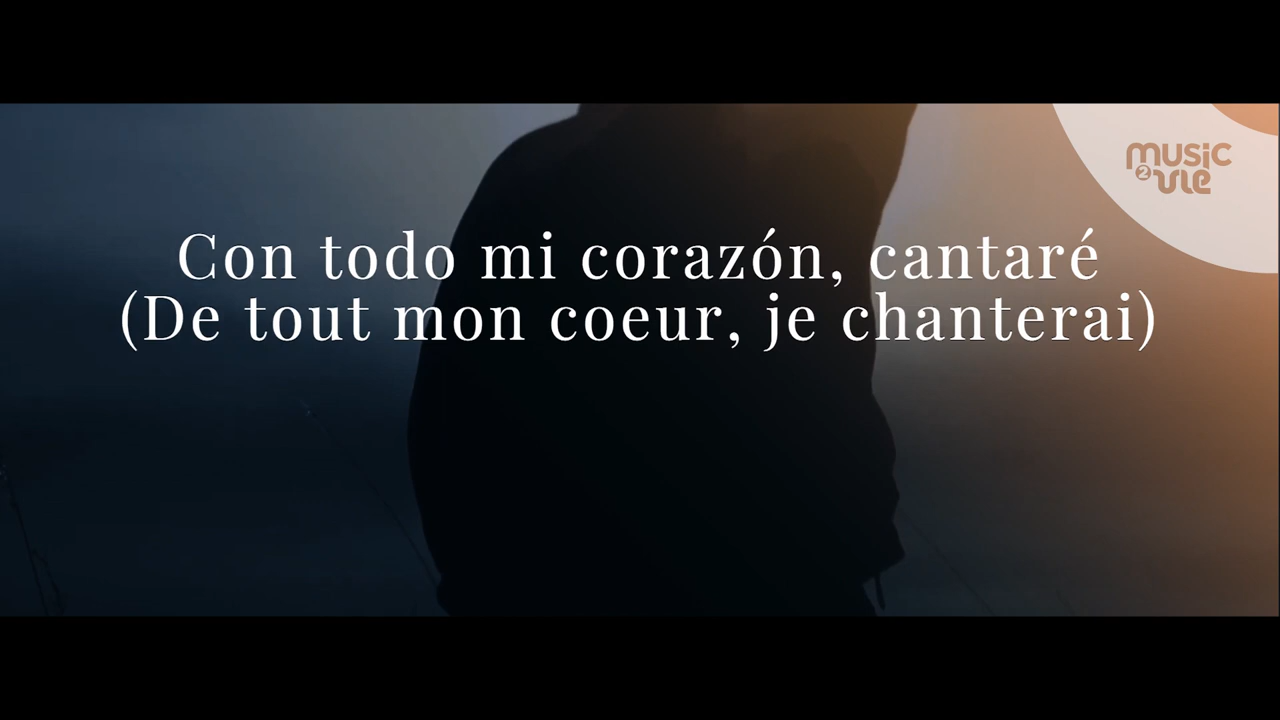 music
2 vie
Con todo mi corazón, cantaré
(De tout mon coeur, je chanterai)